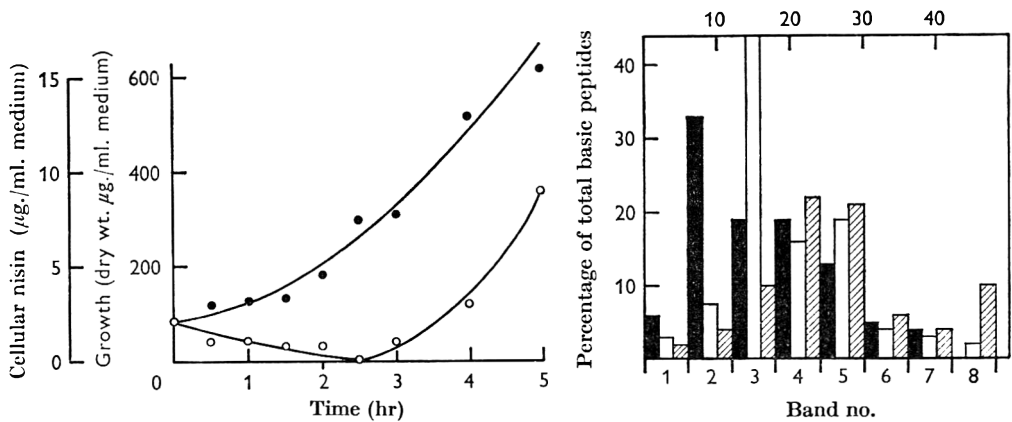 Cellular nisin (μg./ml. medium)
15
10
5
0
Growth (dry wt. μg./ml. medium)
600
400
200
0 1 2 3 4 5
Time (hr)
10 20 30 40
Percentage of total basic peptides
40
30
20
10
1 2 3 4 5 6 7 8
Band no.